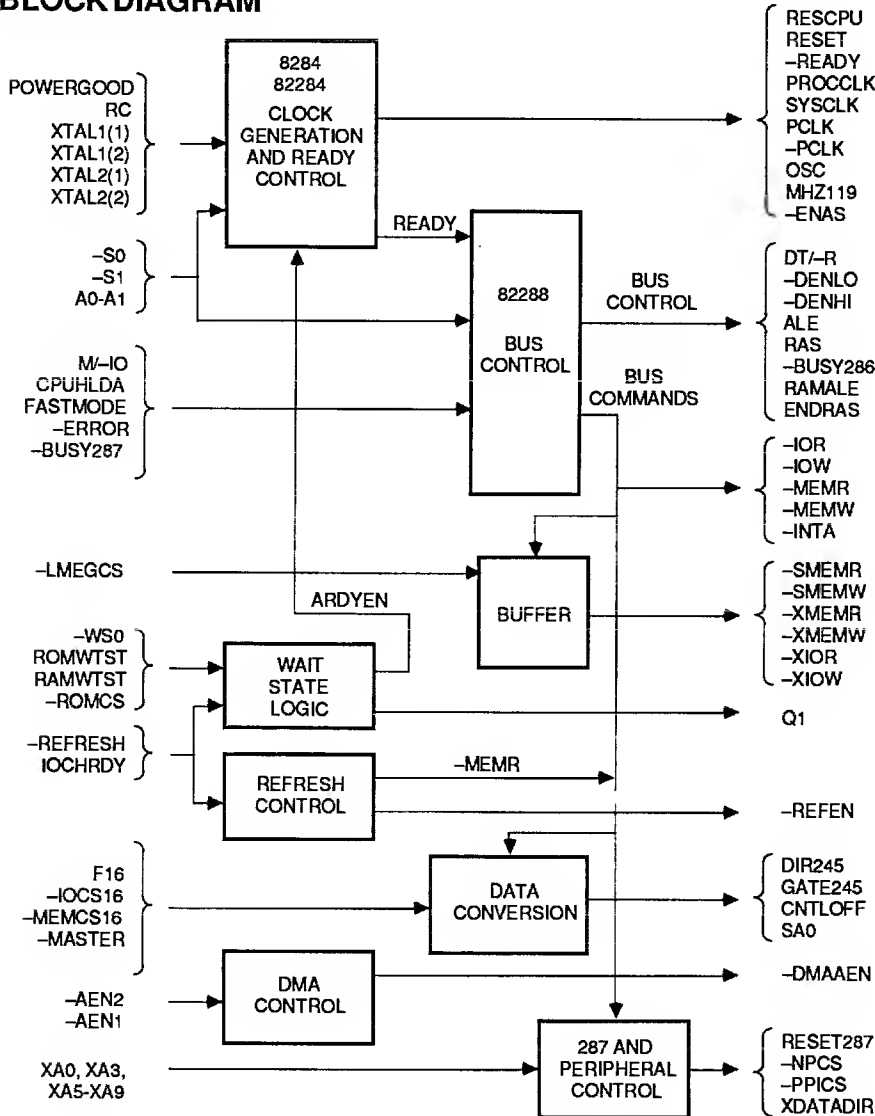 BLOCK DIAGRAM
POWERGOOD
RC
XTAL1(1)
XTAL1(2)
XTAL2(1)
XTAL2(2)
8284
82284
CLOCK
GENERATION
AND READY
CONTROL
RESCPU
RESET
–READY
PROCCLK
SYSCLK
PCLK
–PCLK
OSC
MHZ119
–ENAS
READY
–S0
–S1
A0-A1
82288
BUS
CONTROL
BUS
CONTROL
DT/–R
–DENLO
–DENHI
ALE
RAS
–BUSY286
RAMALE
ENDRAS
M/–IO
CPUHLDA
FASTMODE
–ERROR
–BUSY287
BUS
COMMANDS
–IOR
–IOW
–MEMR
–MEMW
–INTA
–LMEGCS
ARDYEN
BUFFER
–SMEMR
–SMEMW
–XMEMR
–XMEMW
–XIOR
–XIOW
–WS0
ROMWTST
RAMWTST
–ROMCS
WAIT
STATE
LOGIC
Q1
–REFRESH
IOCHRDY
REFRESH
CONTROL
–MEMR
–REFEN
F16
–IOCS16
–MEMCS16
–MASTER
DATA
CONVERSION
DIR245
GATE245
CNTLOFF
SA0
–AEN2
–AEN1
DMA
CONTROL
–DMAAEN
XA0, XA3,
XA5-XA9
287 AND
PERIPHERAL
CONTROL
RESET287
–NPCS
–PPICS
XDATADIR